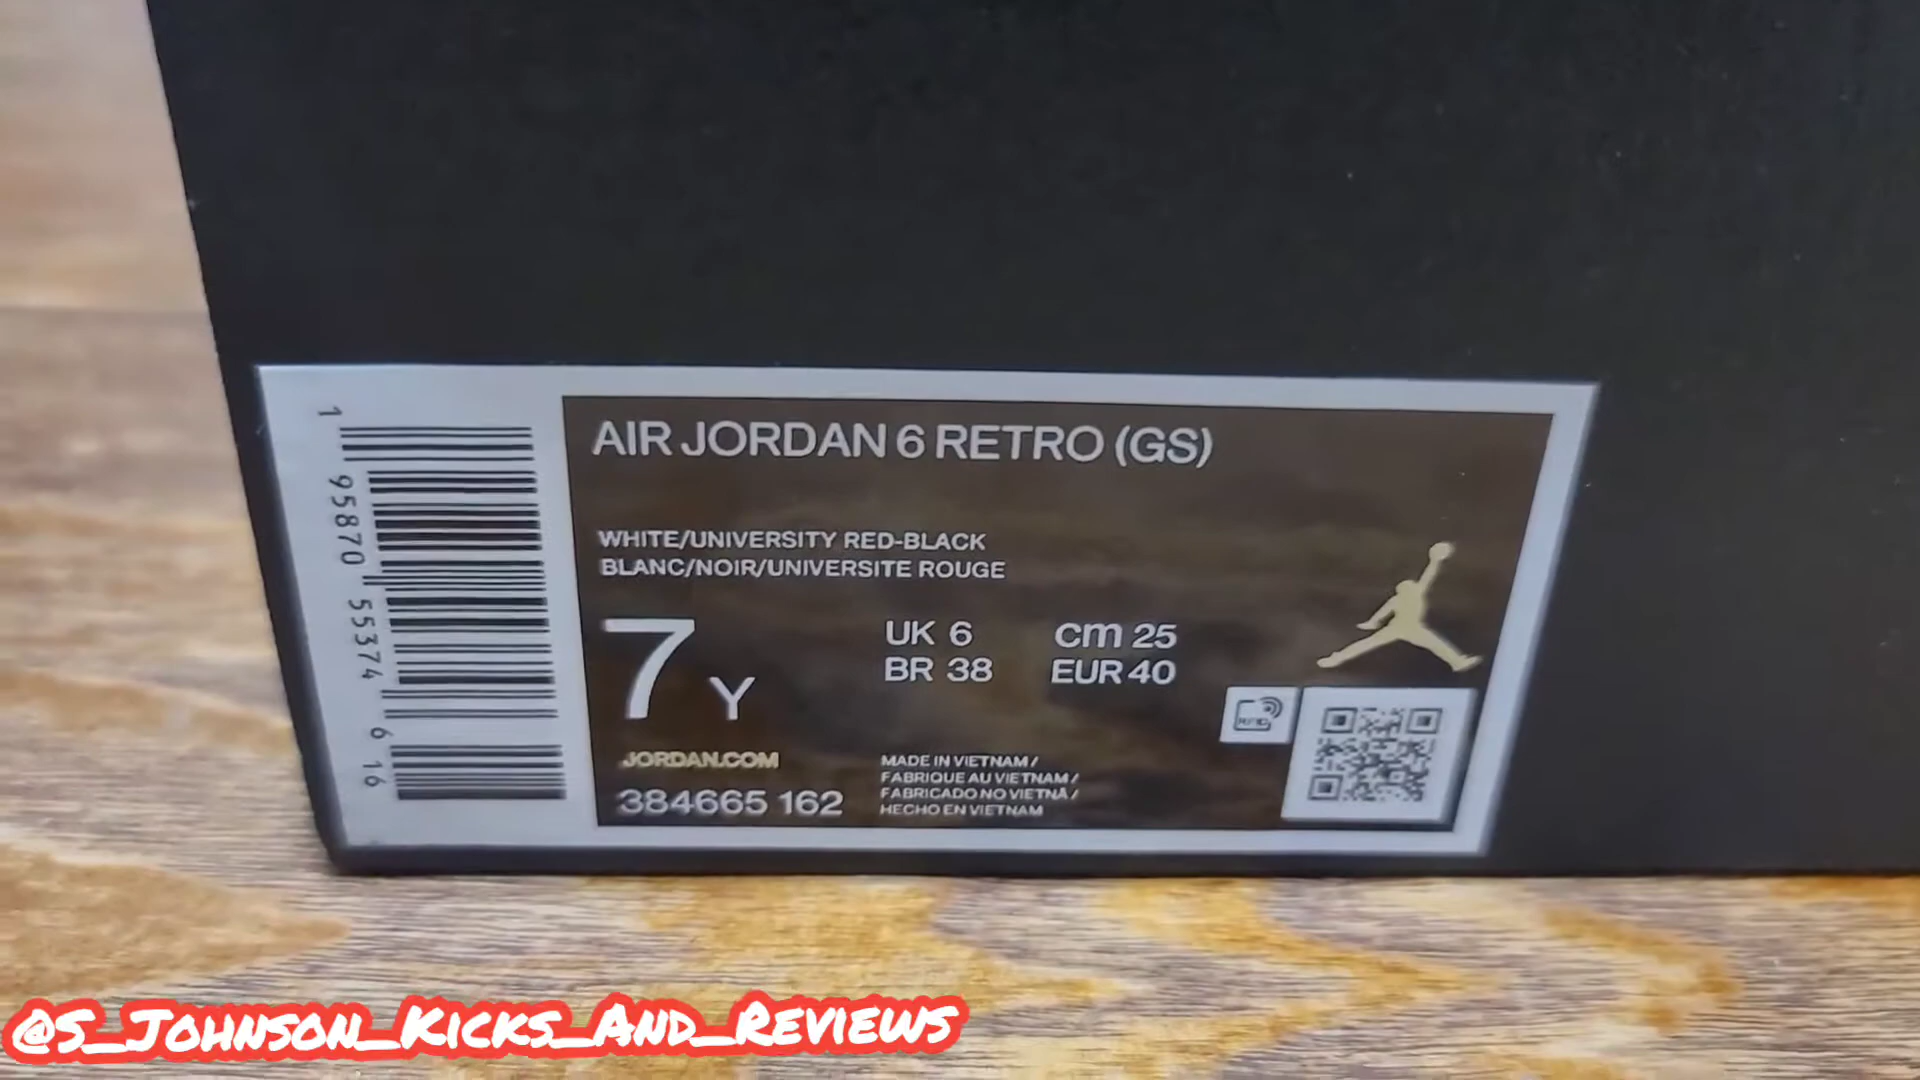 AIR JORDAN 6 RETRO (GS)
WHITE/UNIVERSITY RED-BLACK
BLANC/NOIR/UNIVERSITE ROUGE
7 Y
UK 6 cm 25
BR 38 EUR 40
JORDAN.COM
384665 162
MADE IN VIETNAM /
FABRIQUE AU VIETNAM /
FABRICADO NO VIETNÃ /
HECHO EN VIETNAM
RFID
1 95870 55374 6 16
@S_Johnson_Kicks_And_Reviews